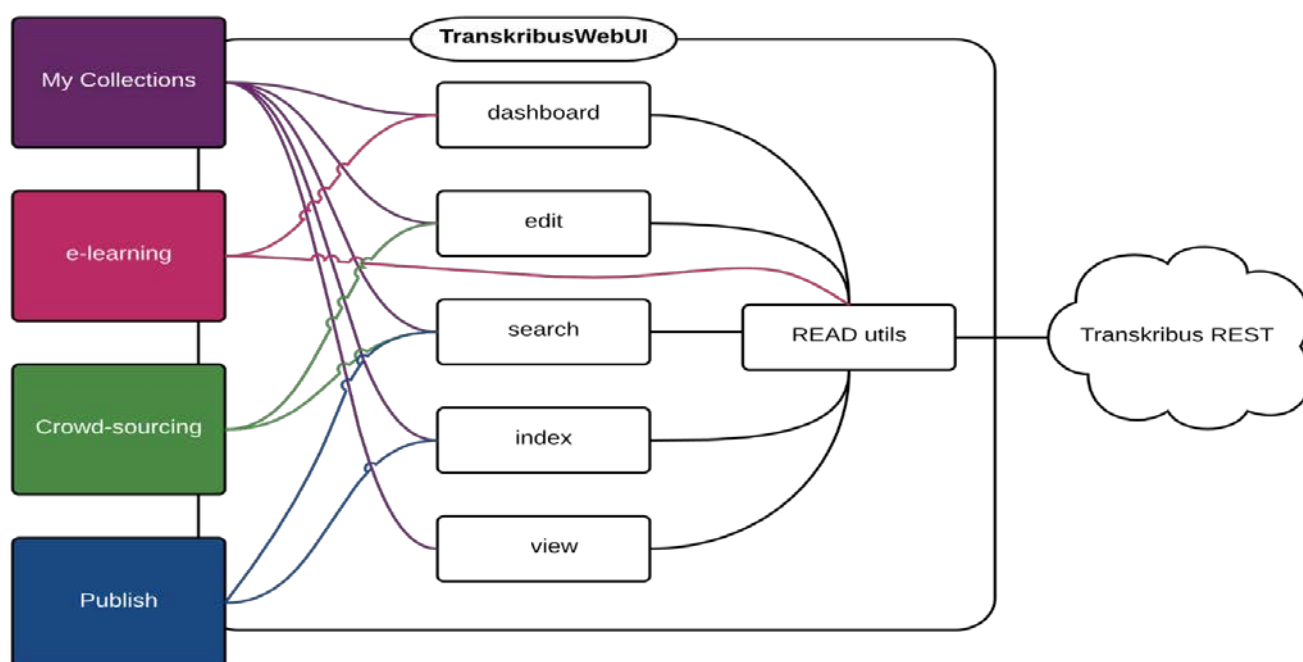 TranskribusWebUI
My Collections
e-learning
Crowd-sourcing
Publish
dashboard
edit
search
index
view
READ utils
Transkribus REST